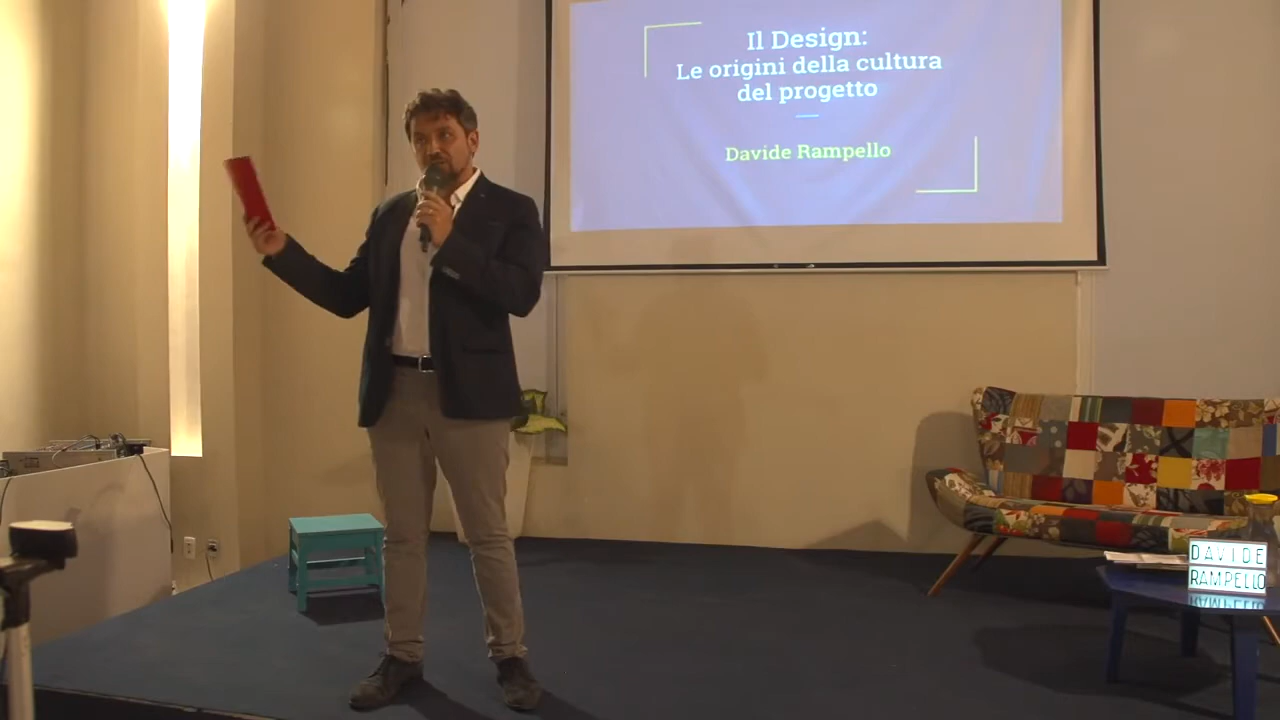 Il Design:
Le origini della cultura
del progetto
Davide Rampello
DAVIDE
RAMPELLO